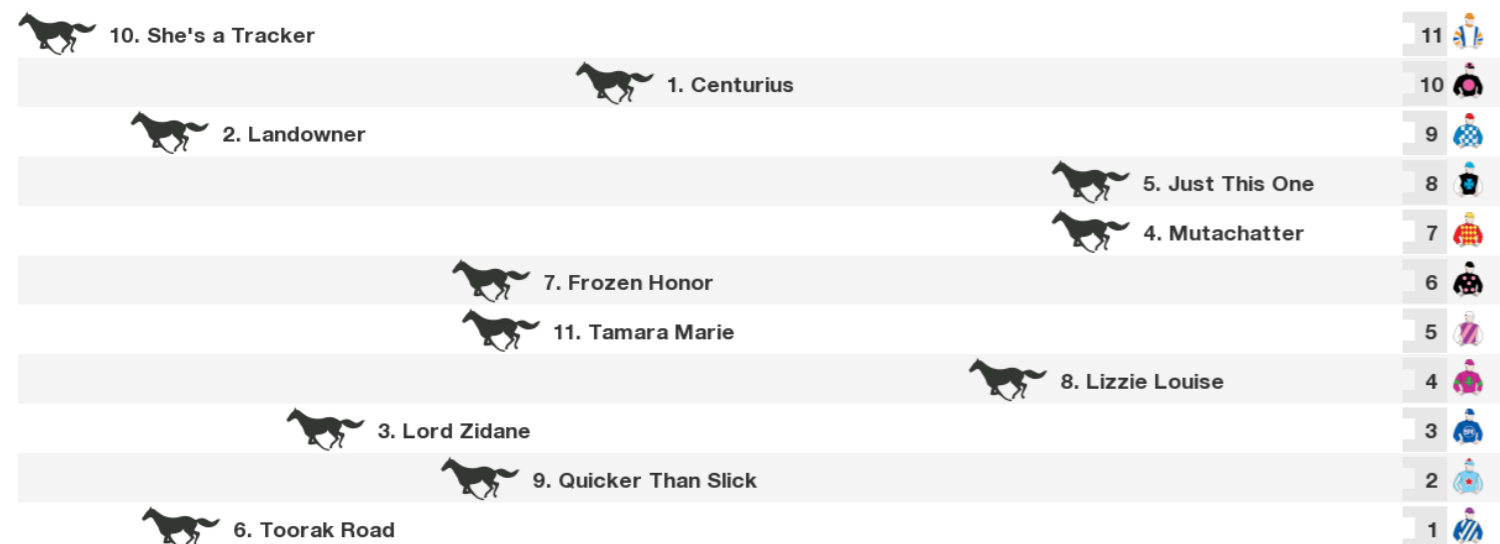 10. She's a Tracker 11
1. Centurius 10
2. Landowner 9
5. Just This One 8
4. Mutachatter 7
7. Frozen Honor 6
11. Tamara Marie 5
8. Lizzie Louise 4
3. Lord Zidane 3
9. Quicker Than Slick 2
6. Toorak Road 1